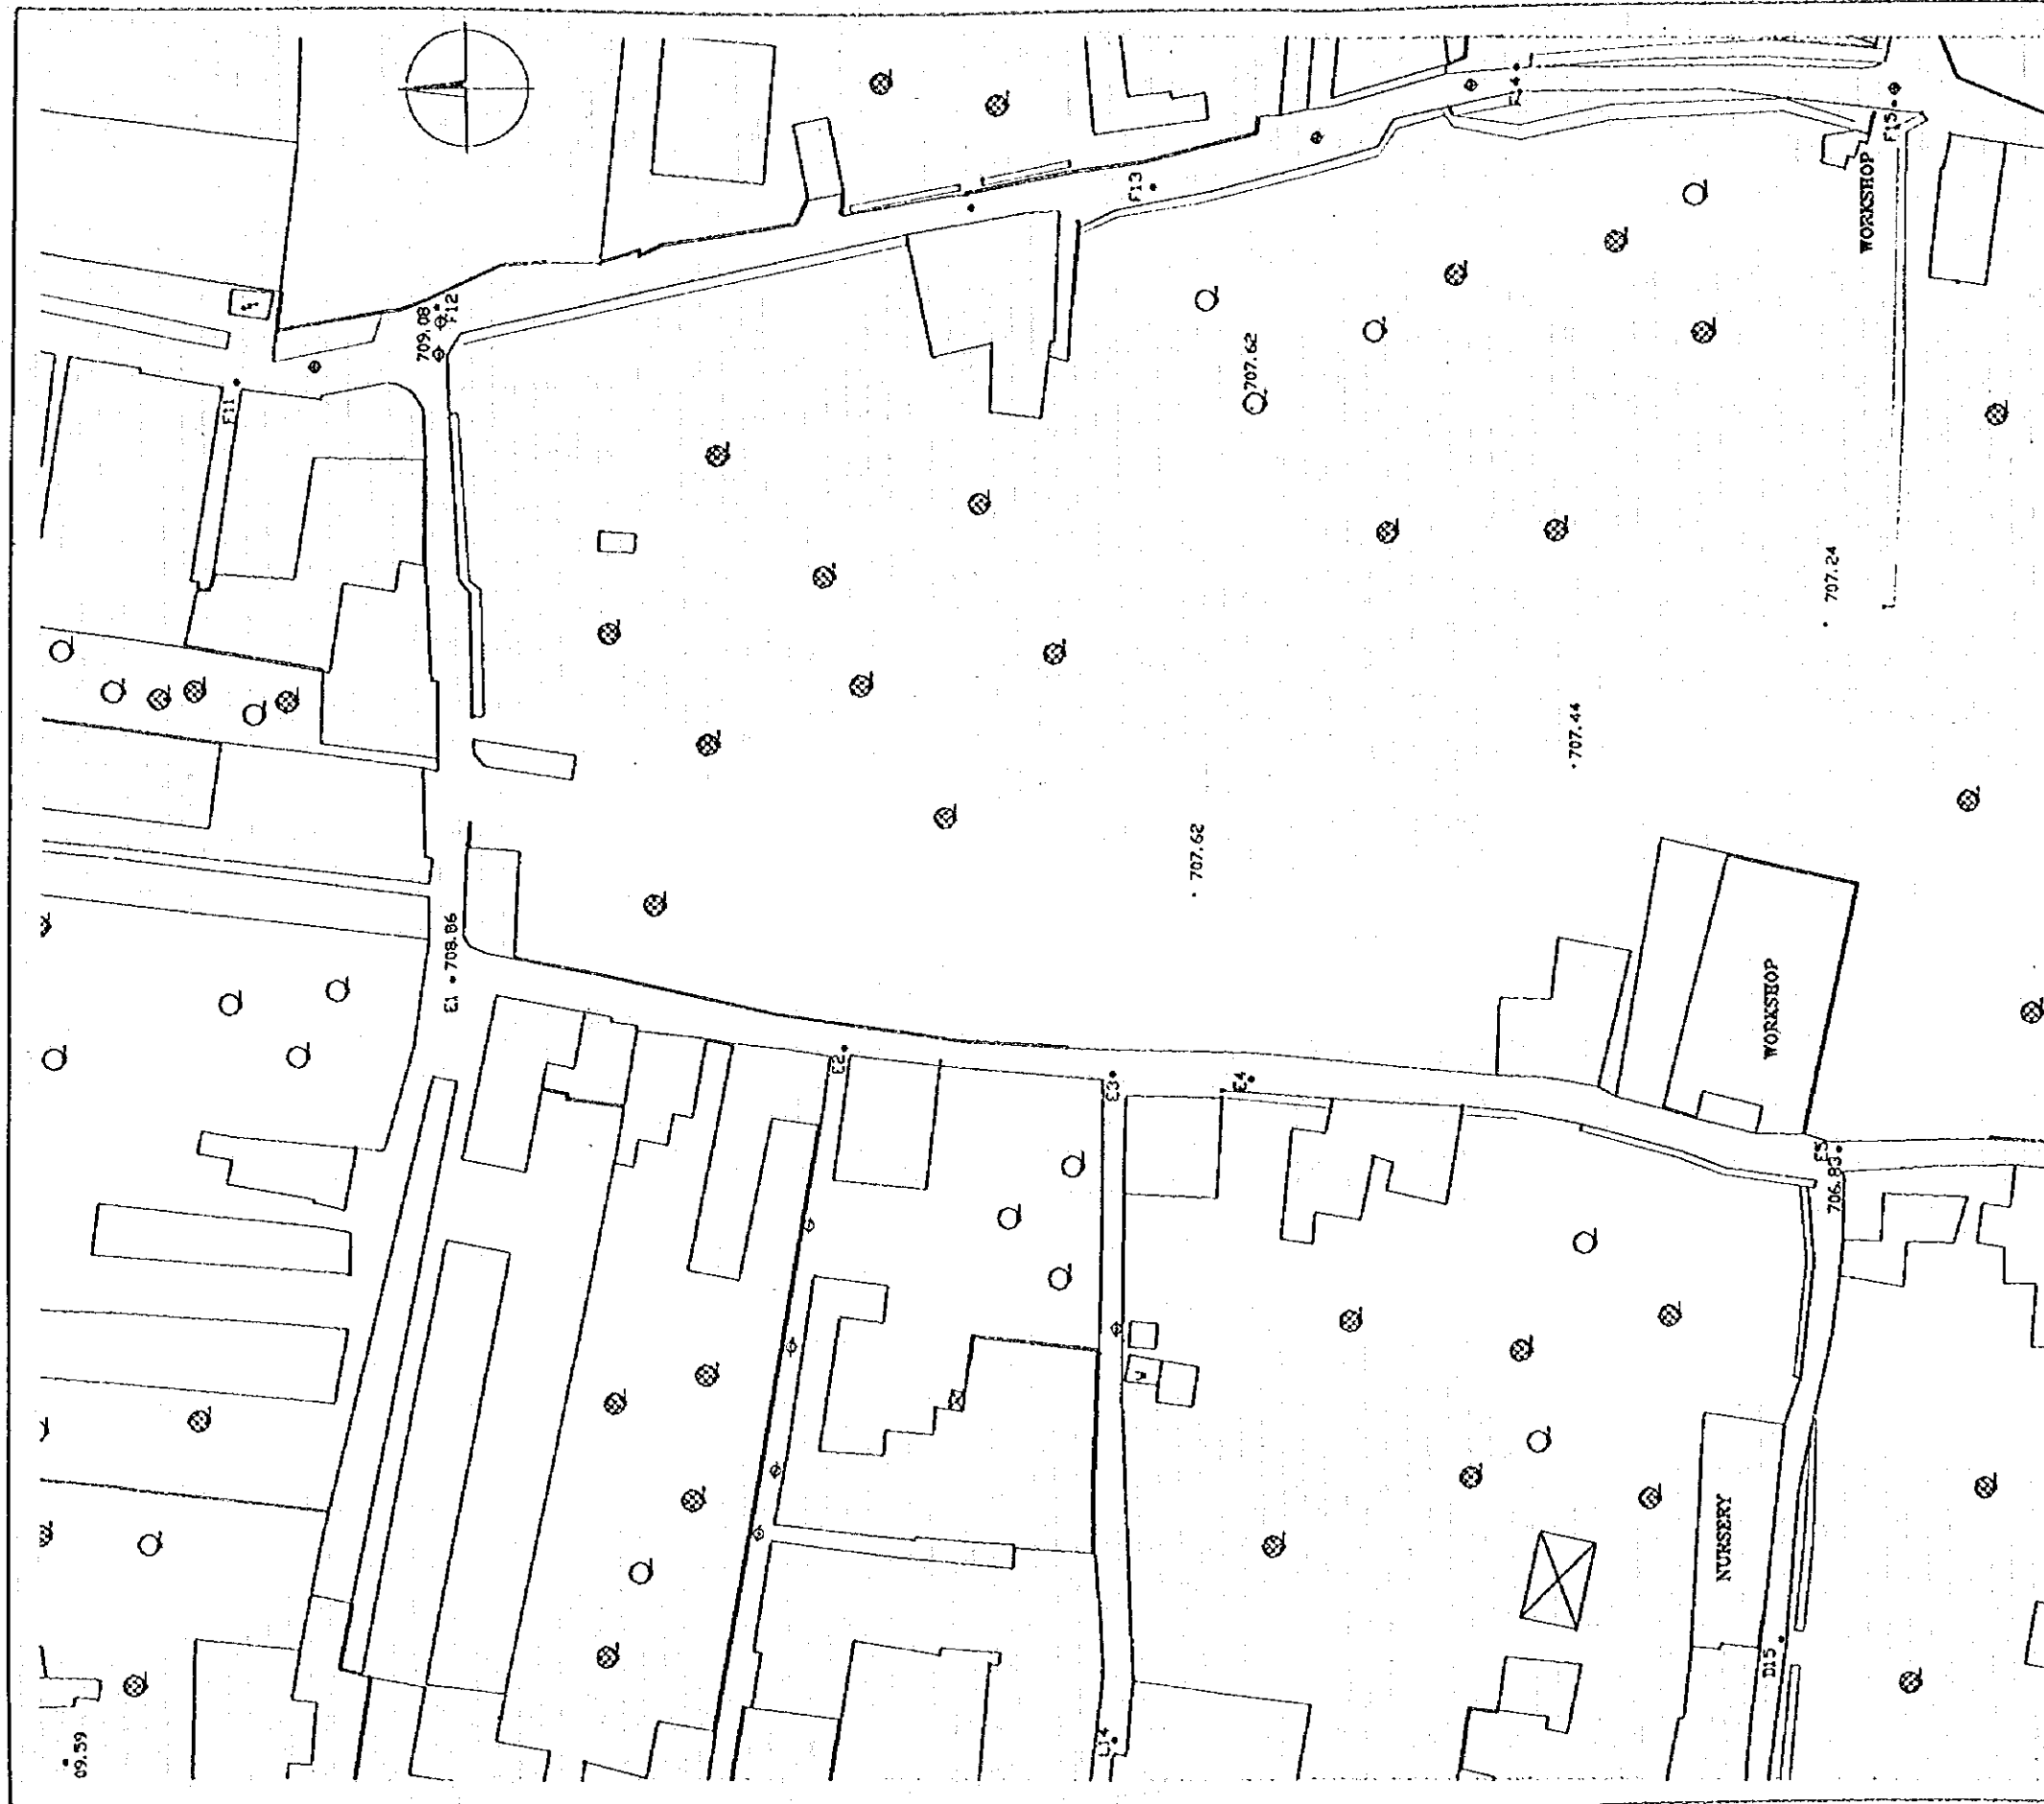 F14
F15
WORKSHOP
F13
709.08
F12
F11
707.62
707.24
707.44
707.62
E1
708.86
WORKSHOP
E2
E3
E4
E5
706.83
NURSERY
D15
09.59